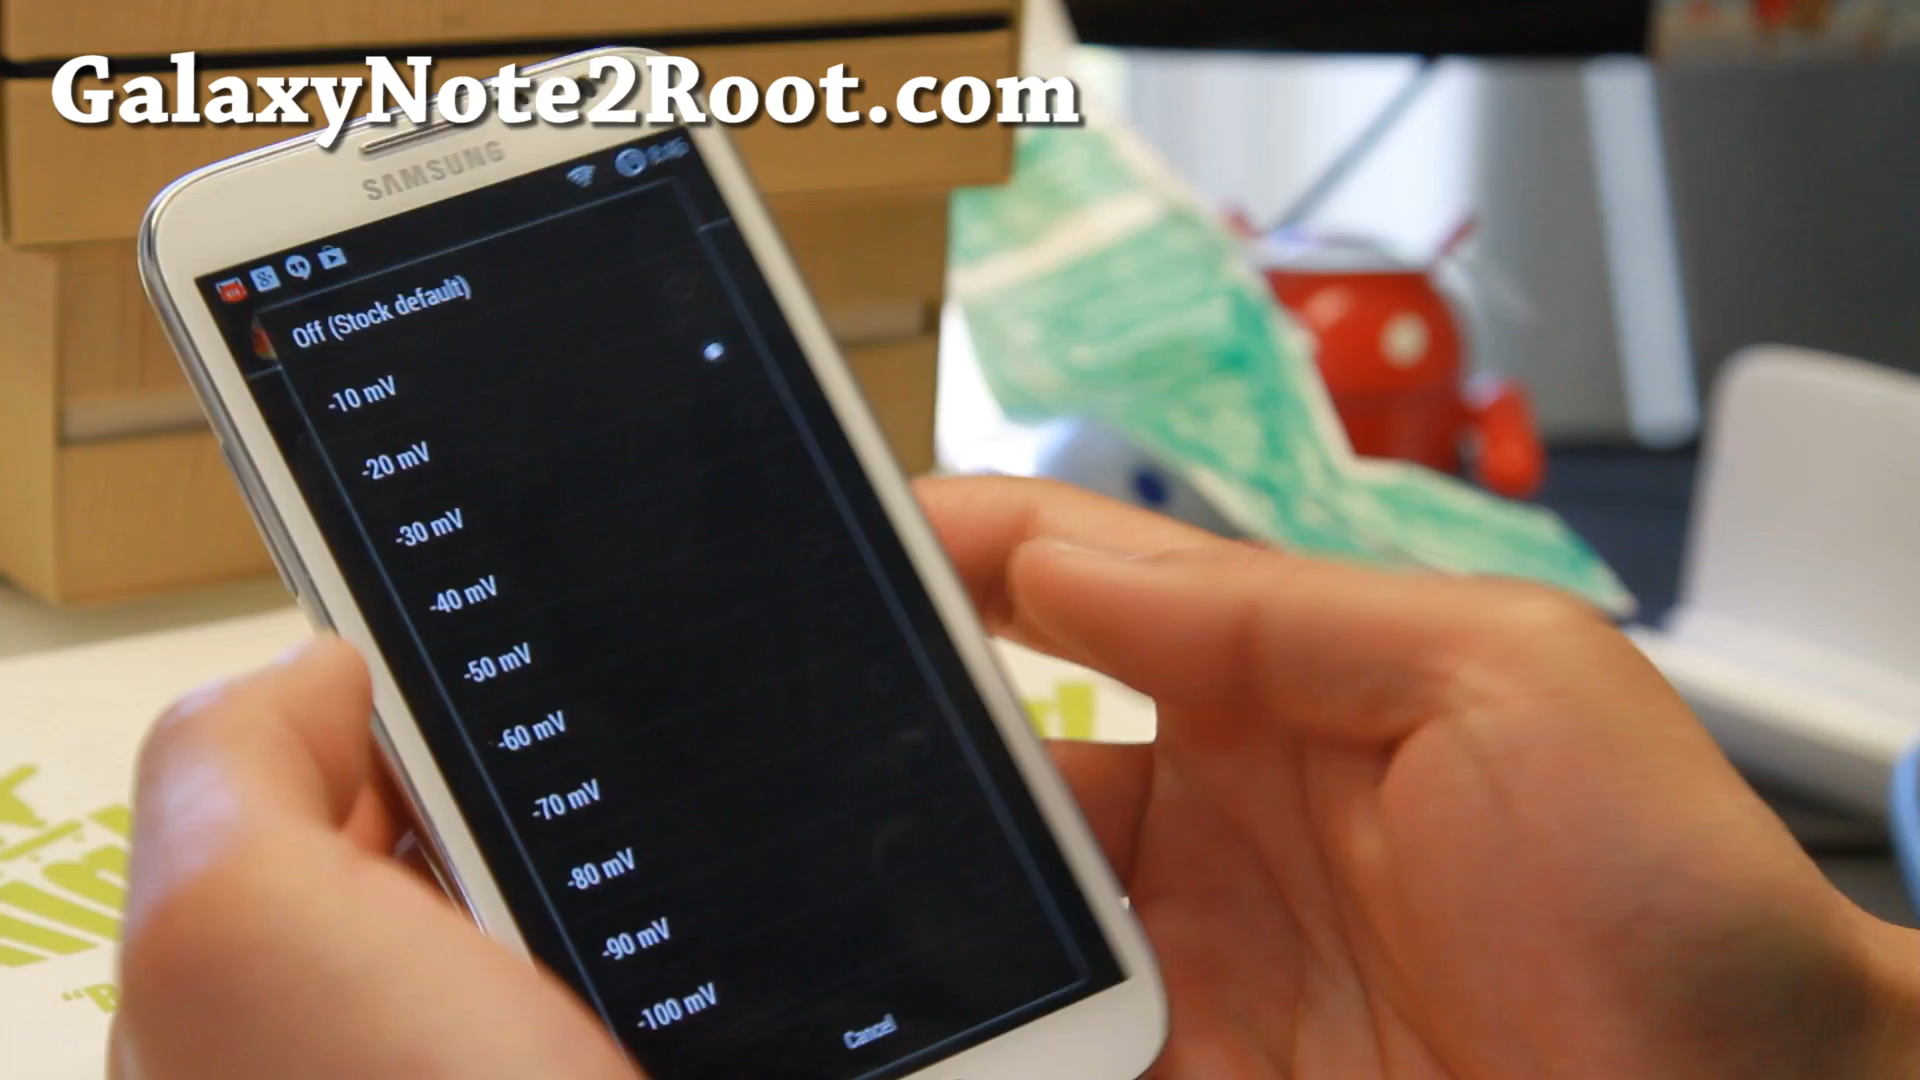 GalaxyNote2Root.com
SAMSUNG
Off (Stock default)
-10 mV
-20 mV
-30 mV
-40 mV
-50 mV
-60 mV
-70 mV
-80 mV
-90 mV
-100 mV
Cancel